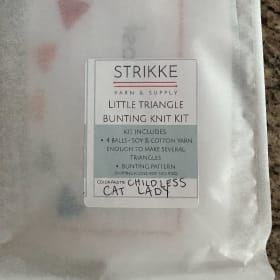 STRIKKE
YARN & SUPPLY
LITTLE TRIANGLE
BUNTING KNIT KIT
KIT INCLUDES:
• 4 BALLS - SOY & COTTON YARN
ENOUGH TO MAKE SEVERAL
TRIANGLES
• BUNTING PATTERN
CHILDLESS
CAT LADY